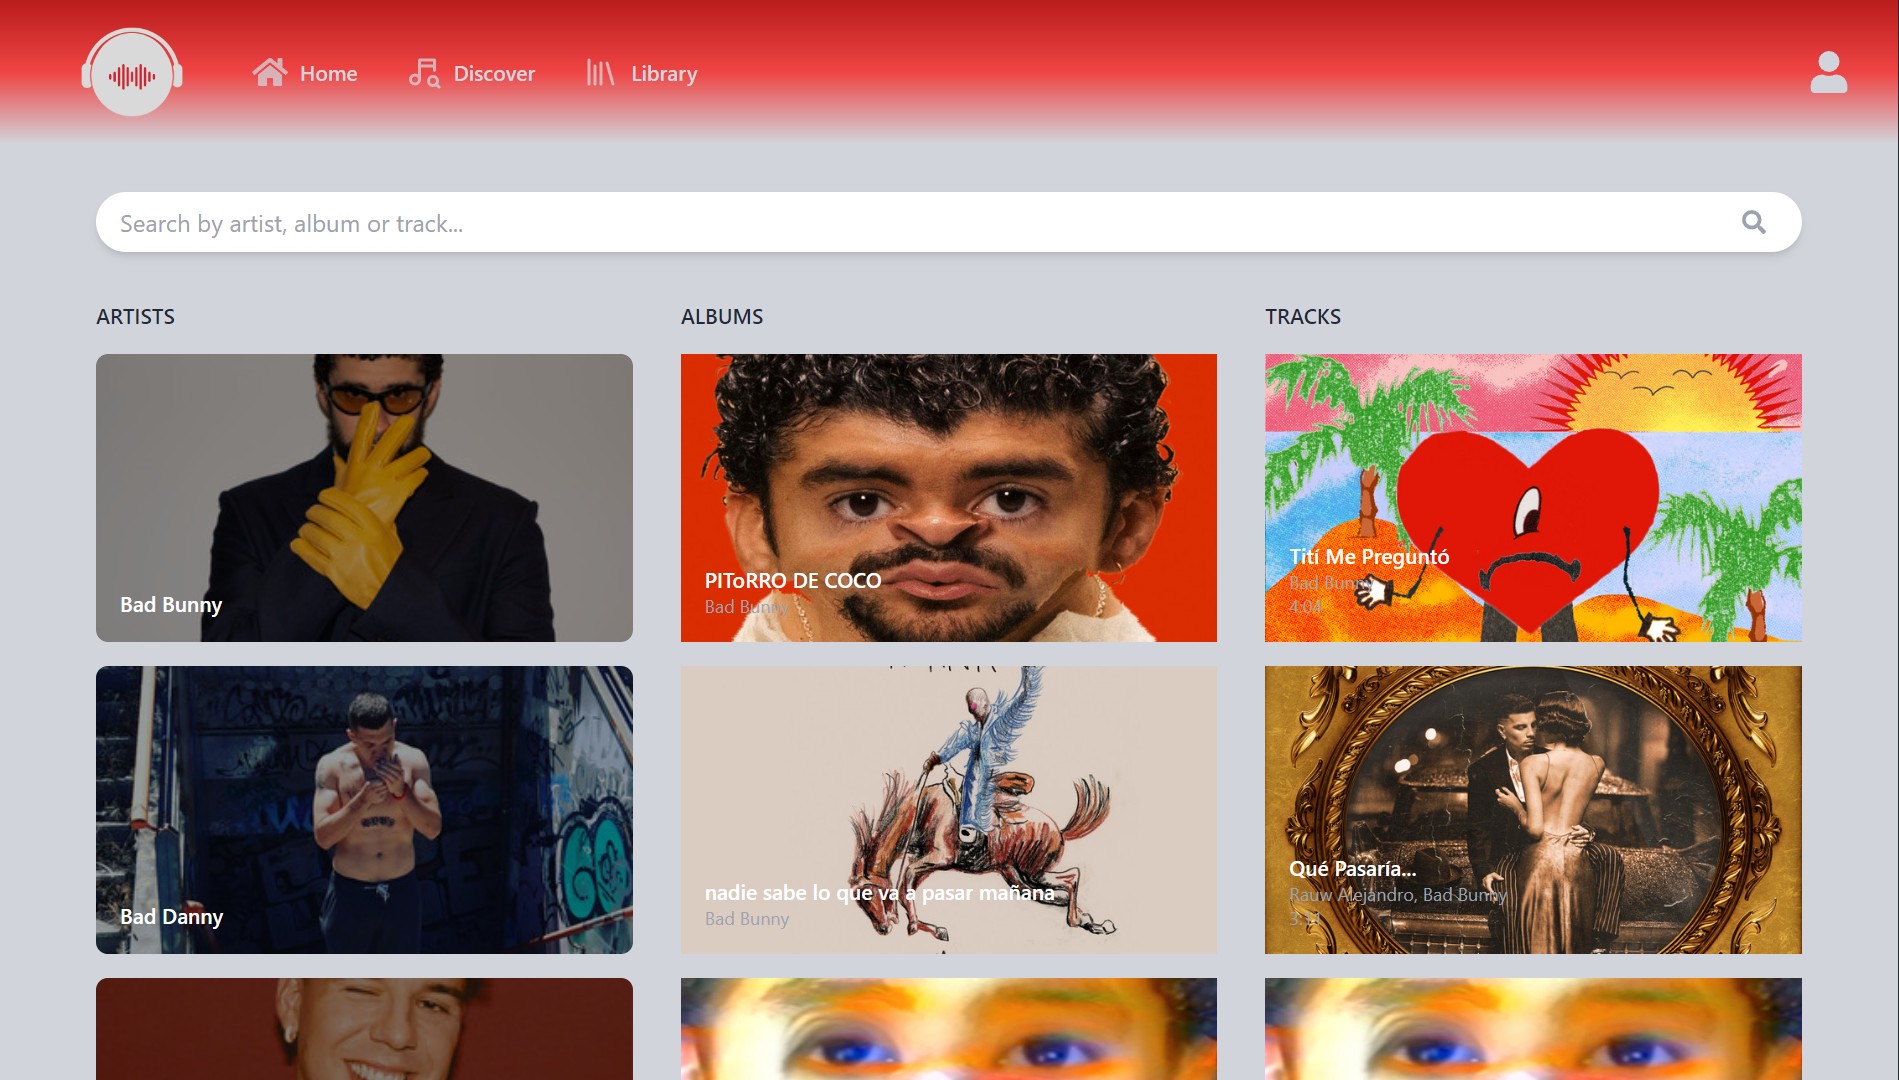 Home
Discover
Library
Search by artist, album or track...
ARTISTS
ALBUMS
TRACKS
Bad Bunny
PIToRRO DE COCO
Bad Bunny
Tití Me Preguntó
Bad Bunny
4:04
Bad Danny
nadie sabe lo que va a pasar mañana
Bad Bunny
Qué Pasaría...
Rauw Alejandro, Bad Bunny